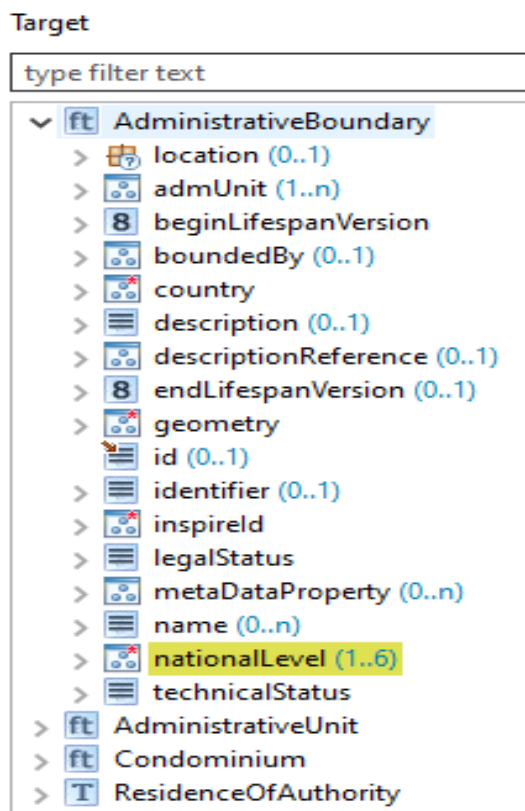 Target
type filter text
ft AdministrativeBoundary
location (0..1)
admUnit (1..n)
8 beginLifespanVersion
boundedBy (0..1)
country
description (0..1)
descriptionReference (0..1)
8 endLifespanVersion (0..1)
geometry
id (0..1)
identifier (0..1)
inspireId
legalStatus
metaDataProperty (0..n)
name (0..n)
nationalLevel (1..6)
technicalStatus
ft AdministrativeUnit
ft Condominium
T ResidenceOfAuthority